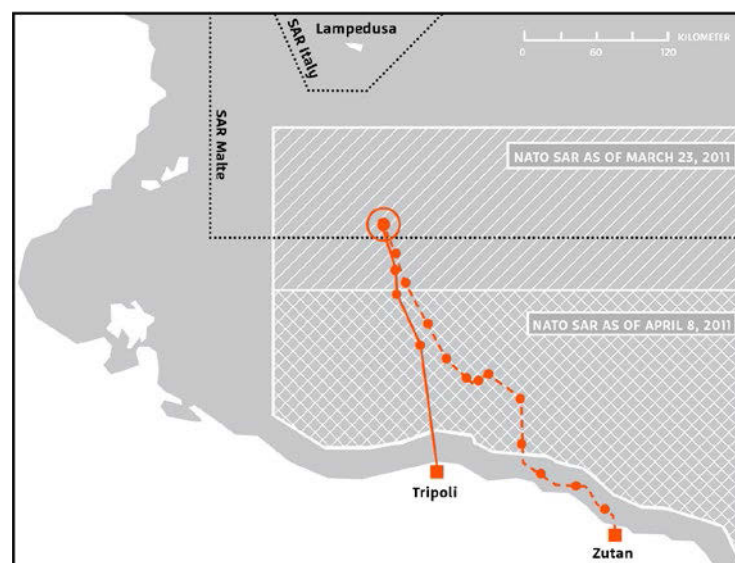 Lampedusa
SAR Italy
KILOMETER
0 60 120
SAR Malte
NATO SAR AS OF MARCH 23, 2011
NATO SAR AS OF APRIL 8, 2011
Tripoli
Zutan